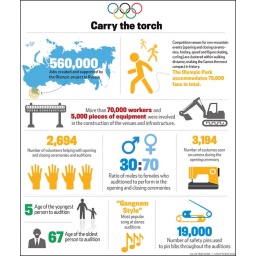 Carry the torch
560,000
Jobs created and supported by
the Olympic project in Russia
Competition venues for non-mountain
events (opening and closing ceremo-
nies, hockey, speed and figure skating,
curling) are clustered within walking
distance, making the Games the most
compact in history.
The Olympic Park
accommodates 75,000
fans in total.
More than 70,000 workers and
5,000 pieces of equipment were involved
in the construction of the venues and infrastructure.
2,694
Number of volunteers helping with opening
and closing ceremonies and auditions
30:70
Ratio of males to females who
auditioned to perform in the
opening and closing ceremonies
3,194
Number of costumes seen
on camera during the opening
ceremony
5 Age of the youngest
person to audition
67 Age of the oldest
person to audition
"Gangnam
Style"
Most popular
song at dance
auditions
19,000
Number of safety pins used
to pin bibs throughout the auditions